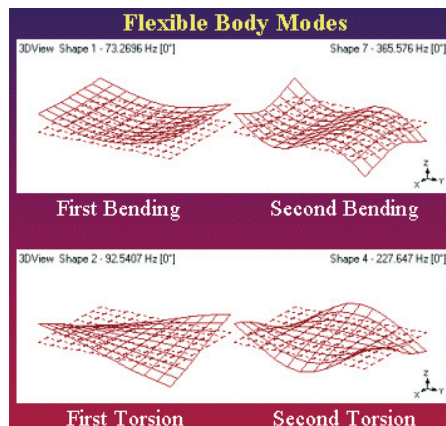 Flexible Body Modes
3DView Shape 1 - 73.2696 Hz [0"]
Shape 7 - 365.576 Hz [0"]
Z
X
Y
First Bending
Second Bending
3DView Shape 2 - 92.5407 Hz [0"]
Shape 4 - 227.647 Hz [0"]
Z
X
Y
First Torsion
Second Torsion